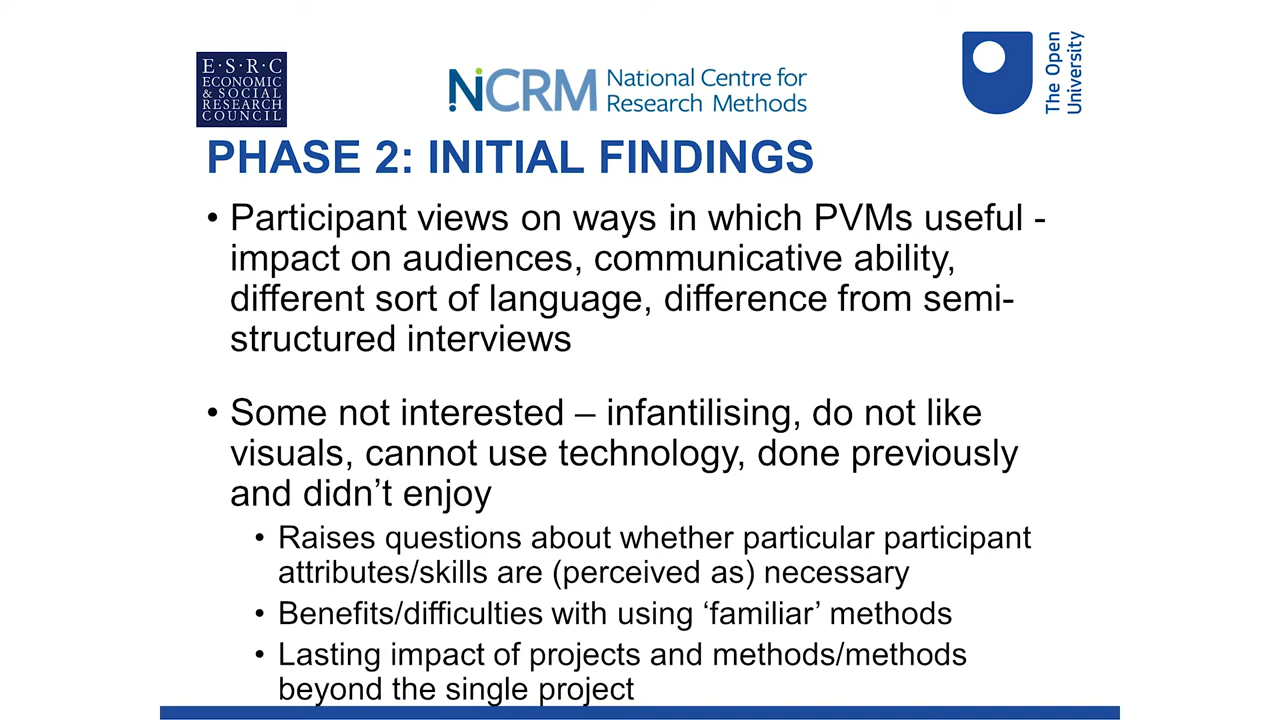 E·S·R·C
ECONOMIC
& SOCIAL
RESEARCH
COUNCIL
NCRM National Centre for
Research Methods
The Open
University
PHASE 2: INITIAL FINDINGS
• Participant views on ways in which PVMs useful -
impact on audiences, communicative ability,
different sort of language, difference from semi-
structured interviews
• Some not interested – infantilising, do not like
visuals, cannot use technology, done previously
and didn’t enjoy
• Raises questions about whether particular participant
attributes/skills are (perceived as) necessary
• Benefits/difficulties with using ‘familiar’ methods
• Lasting impact of projects and methods/methods
beyond the single project